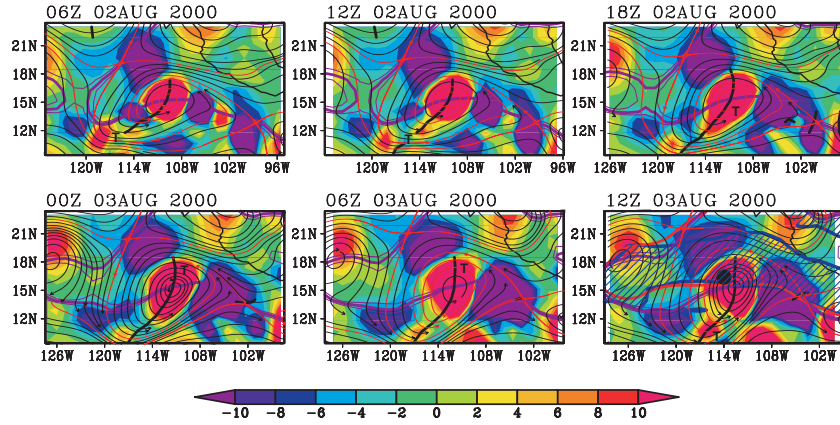 06Z 02AUG 2000 12Z 02AUG 2000 18Z 02AUG 2000
21N 21N 21N
18N 18N 18N
15N 15N 15N
T
T T
12N 12N 12N
120W 114W 108W 102W 96W 120W 114W 108W 102W 96W 126W 120W 114W 108W 102W
00Z 03AUG 2000 06Z 03AUG 2000 12Z 03AUG 2000
21N 21N 21N
T T
18N 18N 18N
15N 15N 15N
12N 12N 12N
T
126W 120W 114W 108W 102W 126W 120W 114W 108W 102W 126W 120W 114W 108W 102W
-10 -8 -6 -4 -2 0 2 4 6 8 10